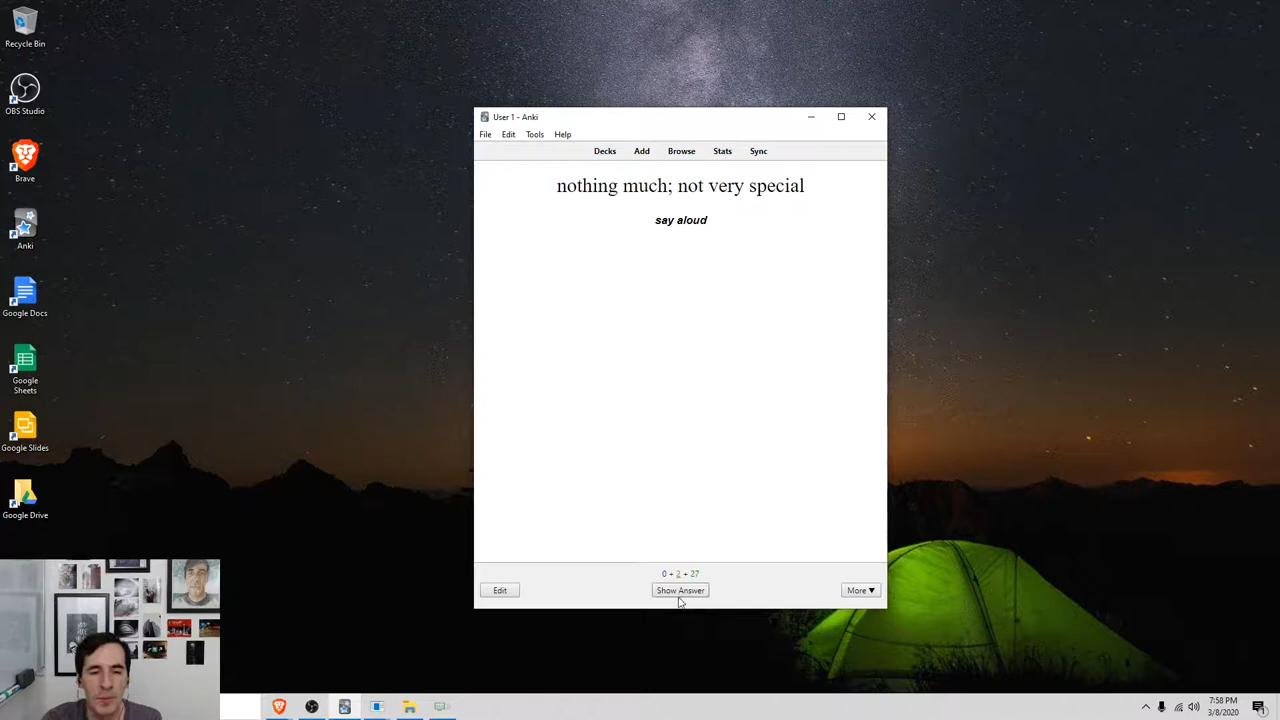 Recycle Bin
OBS Studio
Brave
Anki
Google Docs
Google
Sheets
Google Slides
Google Drive
User 1 - Anki
File Edit Tools Help
Decks Add Browse Stats Sync
nothing much; not very special
say aloud
0 + 2 + 27
Edit Show Answer More ▼
7:58 PM
3/8/2020
1